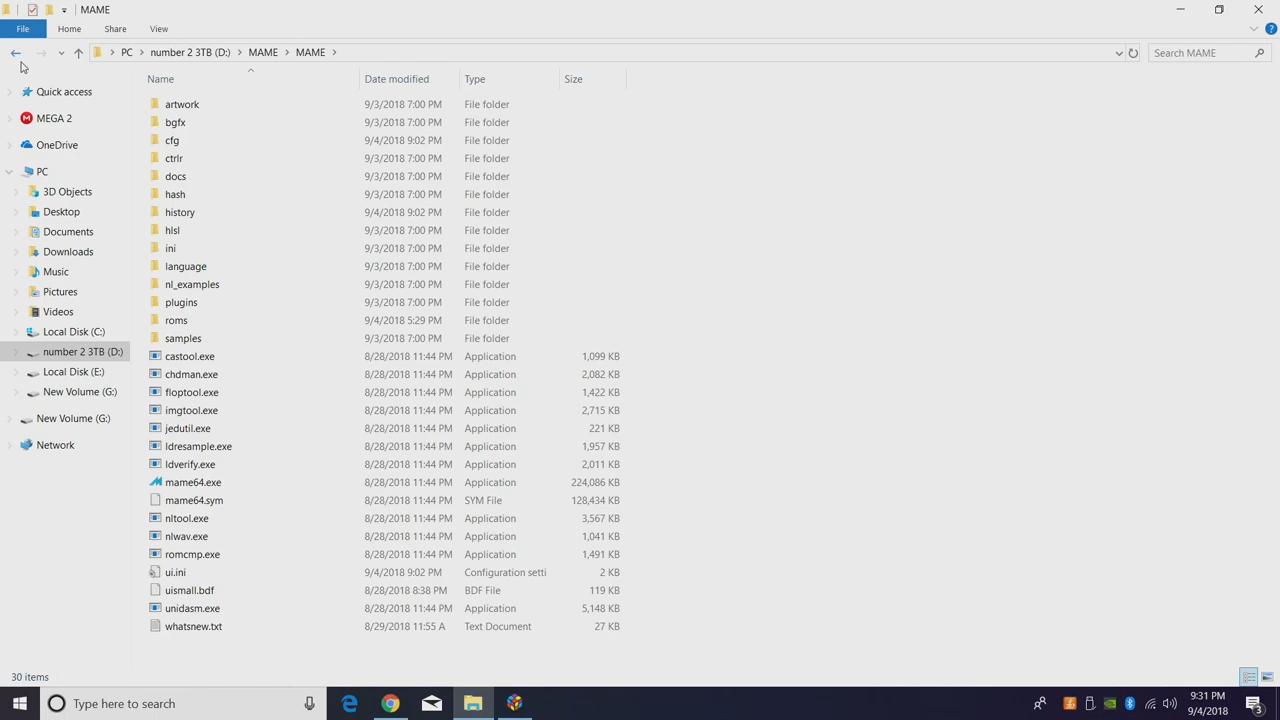 MAME
File Home Share View
PC number 2 3TB (D:) MAME MAME
Search MAME
Name Date modified Type Size
Quick access
MEGA 2
OneDrive
PC
3D Objects
Desktop
Documents
Downloads
Music
Pictures
Videos
Local Disk (C:)
number 2 3TB (D:)
Local Disk (E:)
New Volume (G:)
New Volume (G:)
Network
artwork 9/3/2018 7:00 PM File folder
bgfx 9/3/2018 7:00 PM File folder
cfg 9/4/2018 9:02 PM File folder
ctrlr 9/3/2018 7:00 PM File folder
docs 9/3/2018 7:00 PM File folder
hash 9/3/2018 7:00 PM File folder
history 9/4/2018 9:02 PM File folder
hlsl 9/3/2018 7:00 PM File folder
ini 9/3/2018 7:00 PM File folder
language 9/3/2018 7:00 PM File folder
nl_examples 9/3/2018 7:00 PM File folder
plugins 9/3/2018 7:00 PM File folder
roms 9/4/2018 5:29 PM File folder
samples 9/3/2018 7:00 PM File folder
castool.exe 8/28/2018 11:44 PM Application 1,099 KB
chdman.exe 8/28/2018 11:44 PM Application 2,082 KB
floptool.exe 8/28/2018 11:44 PM Application 1,422 KB
imgtool.exe 8/28/2018 11:44 PM Application 2,715 KB
jedutil.exe 8/28/2018 11:44 PM Application 221 KB
ldresample.exe 8/28/2018 11:44 PM Application 1,957 KB
ldverify.exe 8/28/2018 11:44 PM Application 2,011 KB
mame64.exe 8/28/2018 11:44 PM Application 224,086 KB
mame64.sym 8/28/2018 11:44 PM SYM File 128,434 KB
nltool.exe 8/28/2018 11:44 PM Application 3,567 KB
nlwav.exe 8/28/2018 11:44 PM Application 1,041 KB
romcmp.exe 8/28/2018 11:44 PM Application 1,491 KB
ui.ini 9/4/2018 9:02 PM Configuration setti 2 KB
uismall.bdf 8/28/2018 8:38 PM BDF File 119 KB
unidasm.exe 8/28/2018 11:44 PM Application 5,148 KB
whatsnew.txt 8/29/2018 11:55 A Text Document 27 KB
30 items
Type here to search
9:31 PM
9/4/2018
3